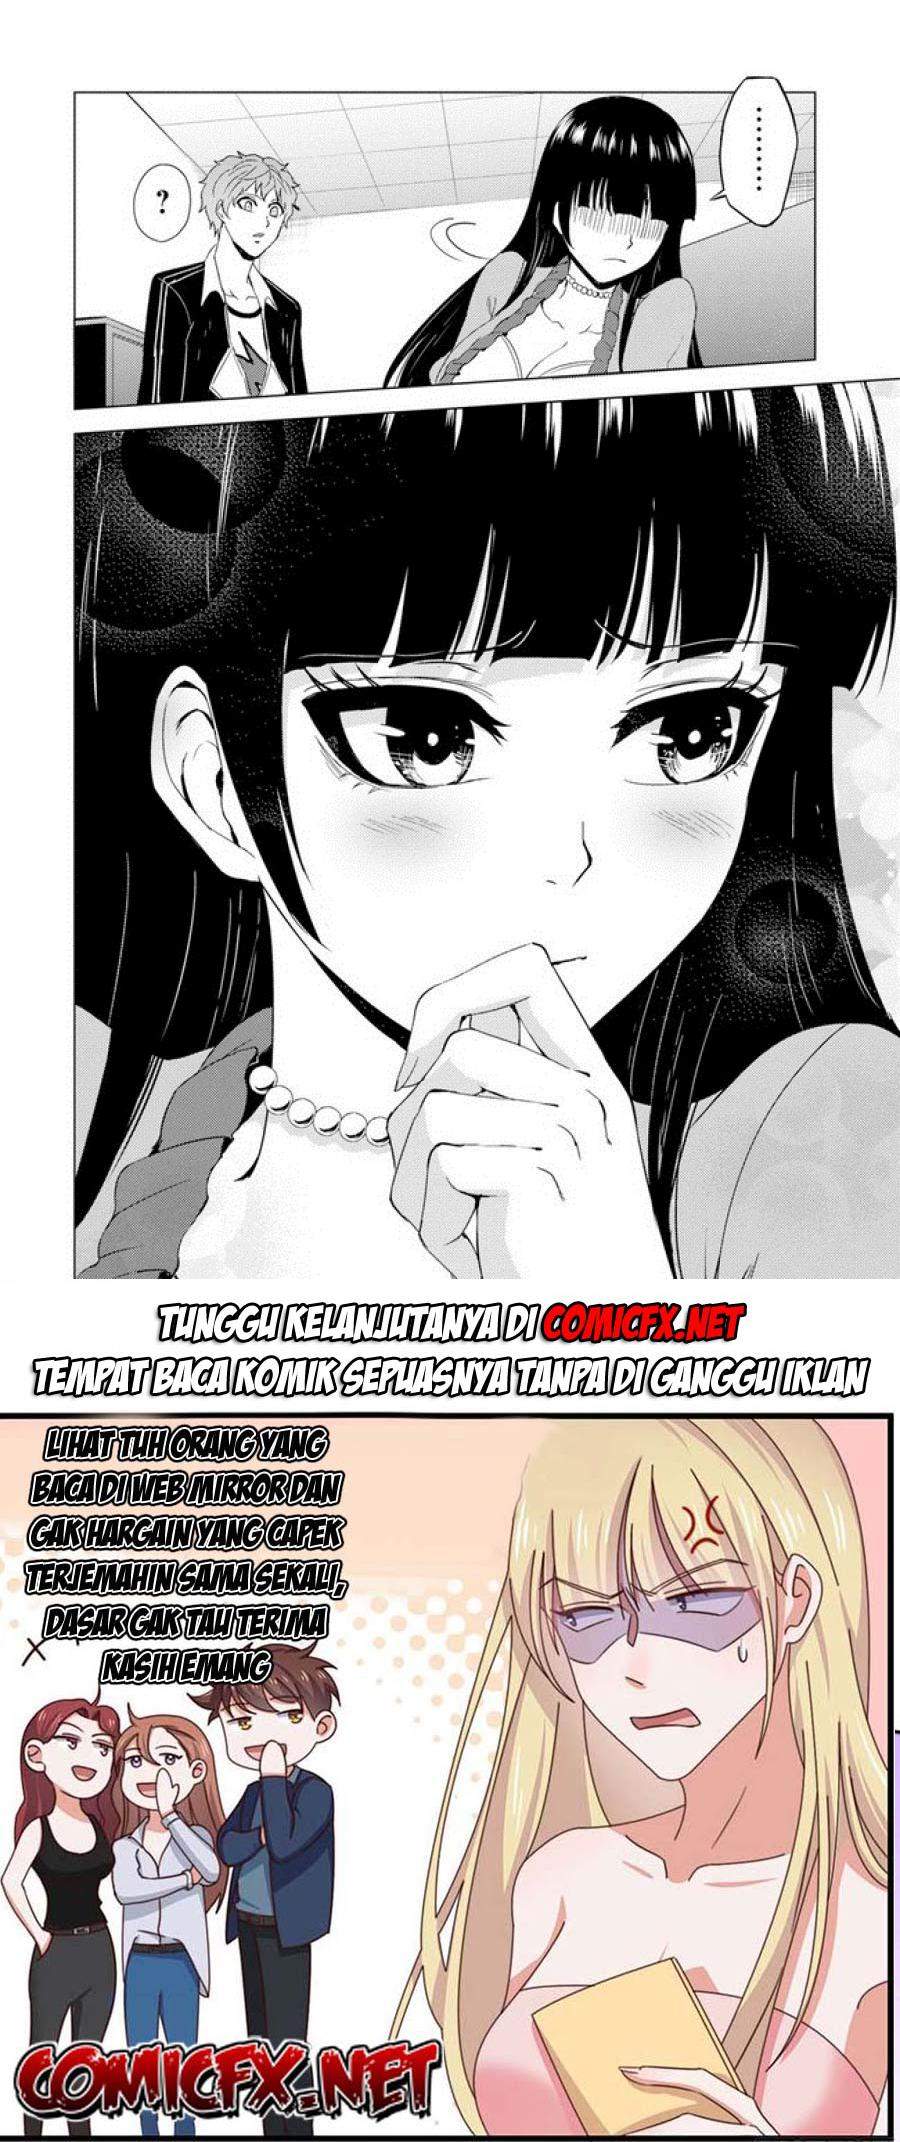 ………
?
TUNGGU KELANJUTANYA DI COMICFX.NET
TEMPAT BACA KOMIK SEPUASNYA TANPA DI GANGGU IKLAN
LIHAT TUH ORANG YANG
BACA DI WEB MIRROR DAN
GAK HARGAIN YANG CAPEK
TERJEMAHIN SAMA SEKALI,
DASAR GAK TAU TERIMA
KASIH EMANG
COMICFX.NET